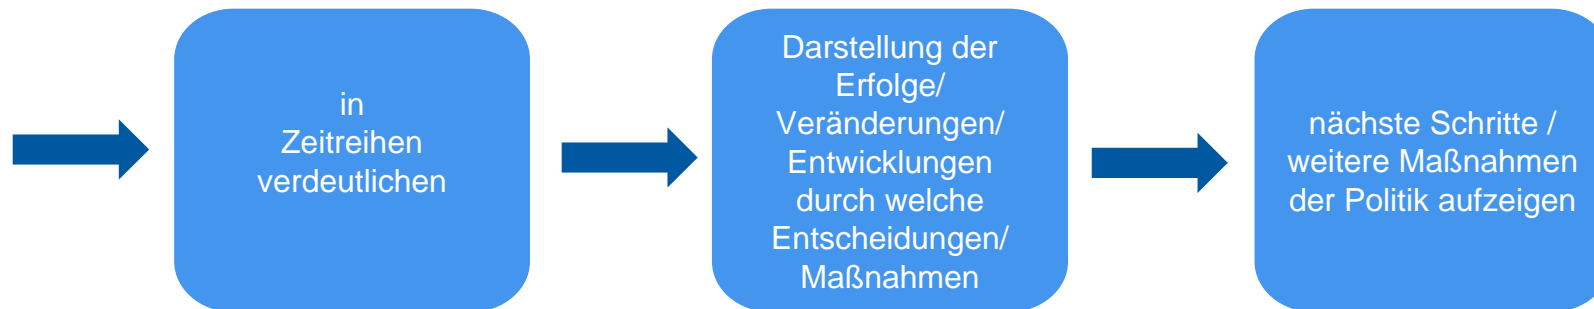 in
Zeitreihen
verdeutlichen
Darstellung der
Erfolge/
Veränderungen/
Entwicklungen
durch welche
Entscheidungen/
Maßnahmen
nächste Schritte /
weitere Maßnahmen
der Politik aufzeigen